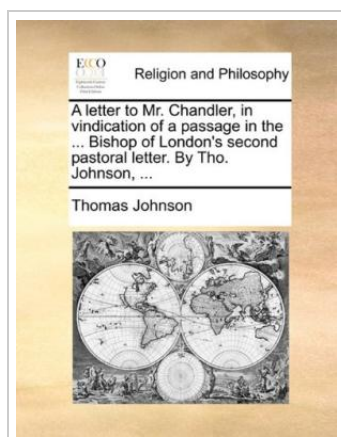 ECCO
Religion and Philosophy
A letter to Mr. Chandler, in
vindication of a passage in the
... Bishop of London's second
pastoral letter. By Tho.
Johnson, ...
Thomas Johnson